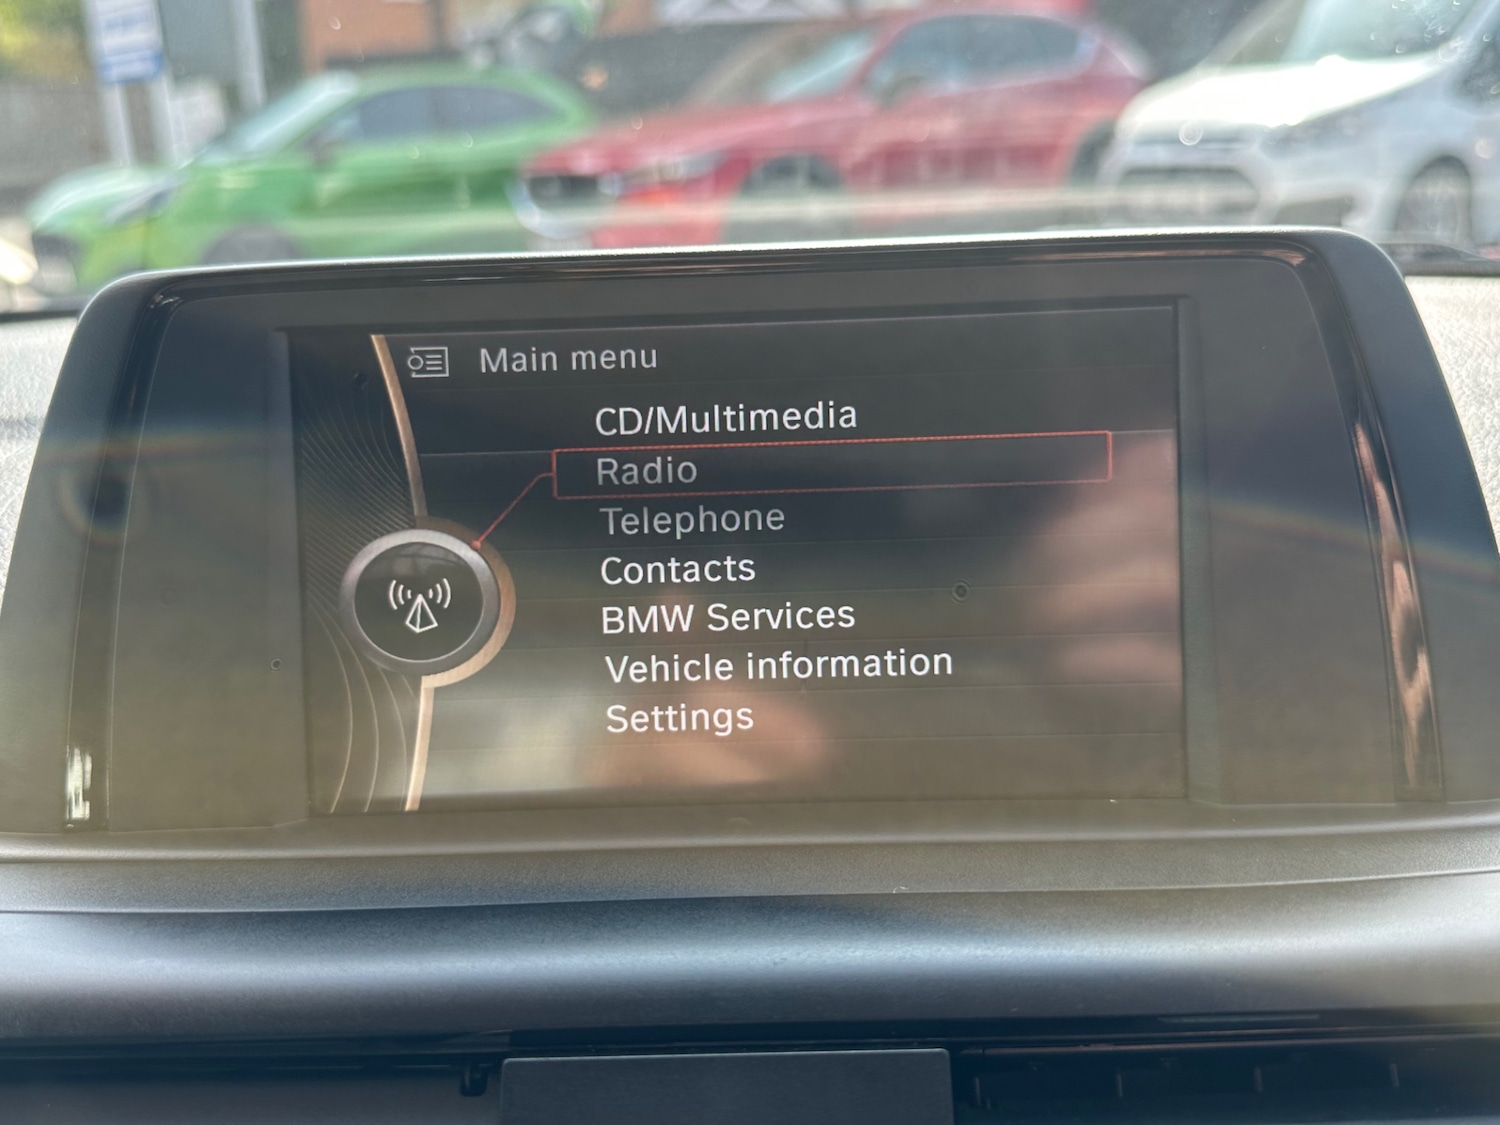 Main menu
CD/Multimedia
Radio
Telephone
Contacts
BMW Services
Vehicle information
Settings